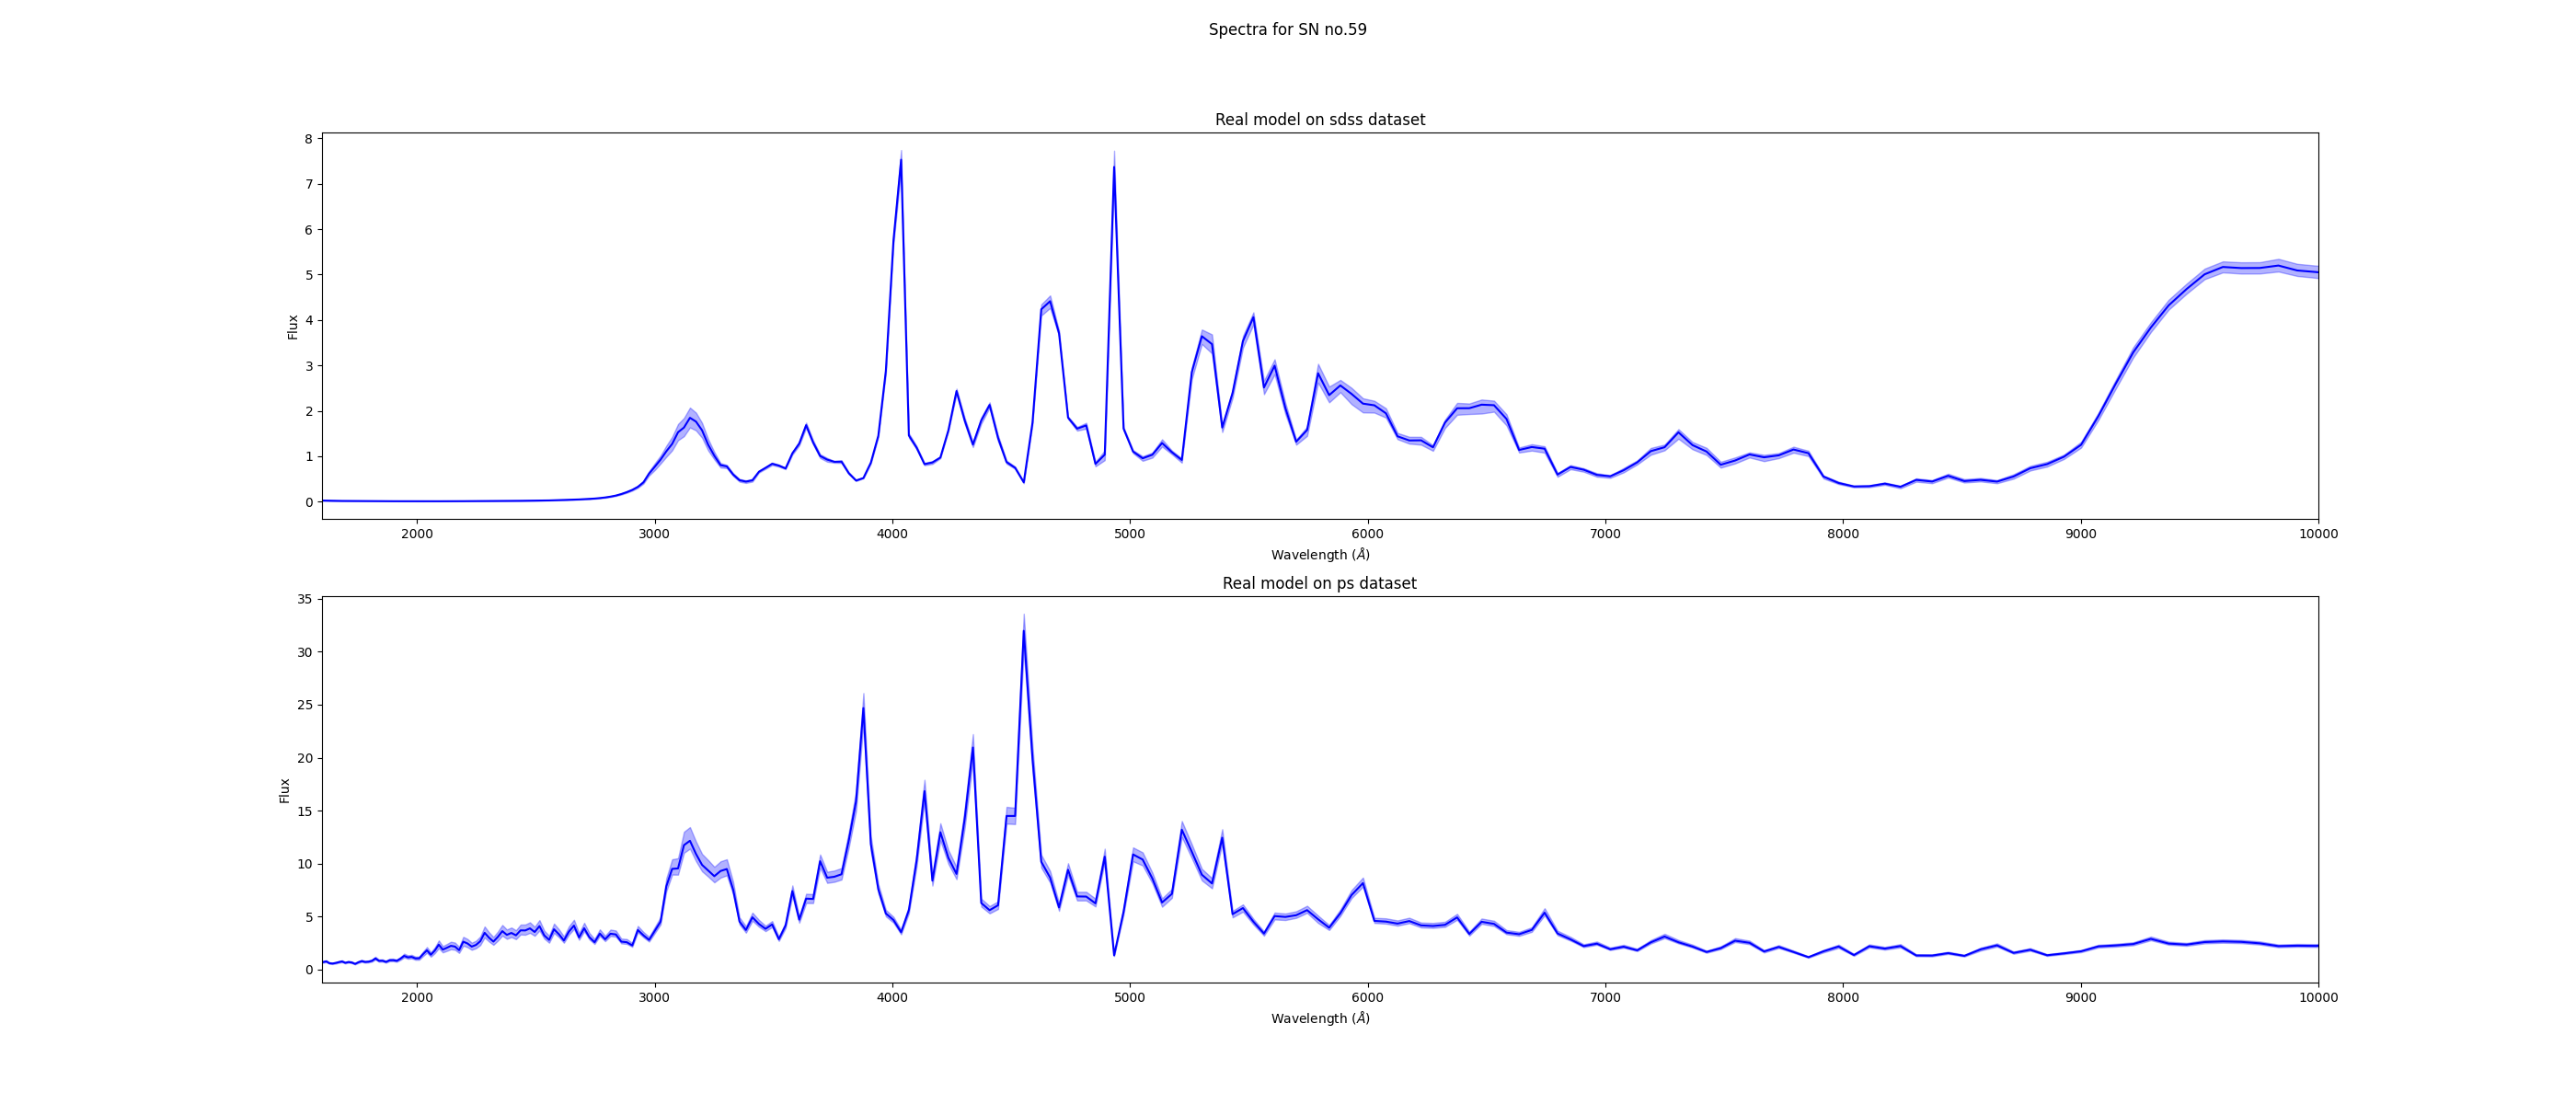 Spectra for SN no.59
Real model on sdss dataset
8
7
6
5
4
3
2
1
0
Flux
2000 3000 4000 5000 6000 7000 8000 9000 10000
Wavelength (Å)
Real model on ps dataset
35
30
25
20
15
10
5
0
Flux
2000 3000 4000 5000 6000 7000 8000 9000 10000
Wavelength (Å)